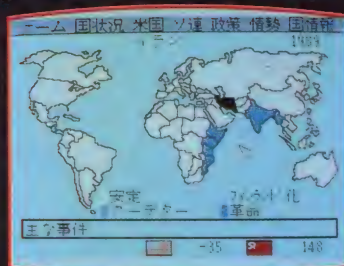 ゲーム 国状況 米国 ソ連 政策 情勢 国情報
イラン 1989
安定 フィンランド化
クーデター 革命
主な事件
-35 148